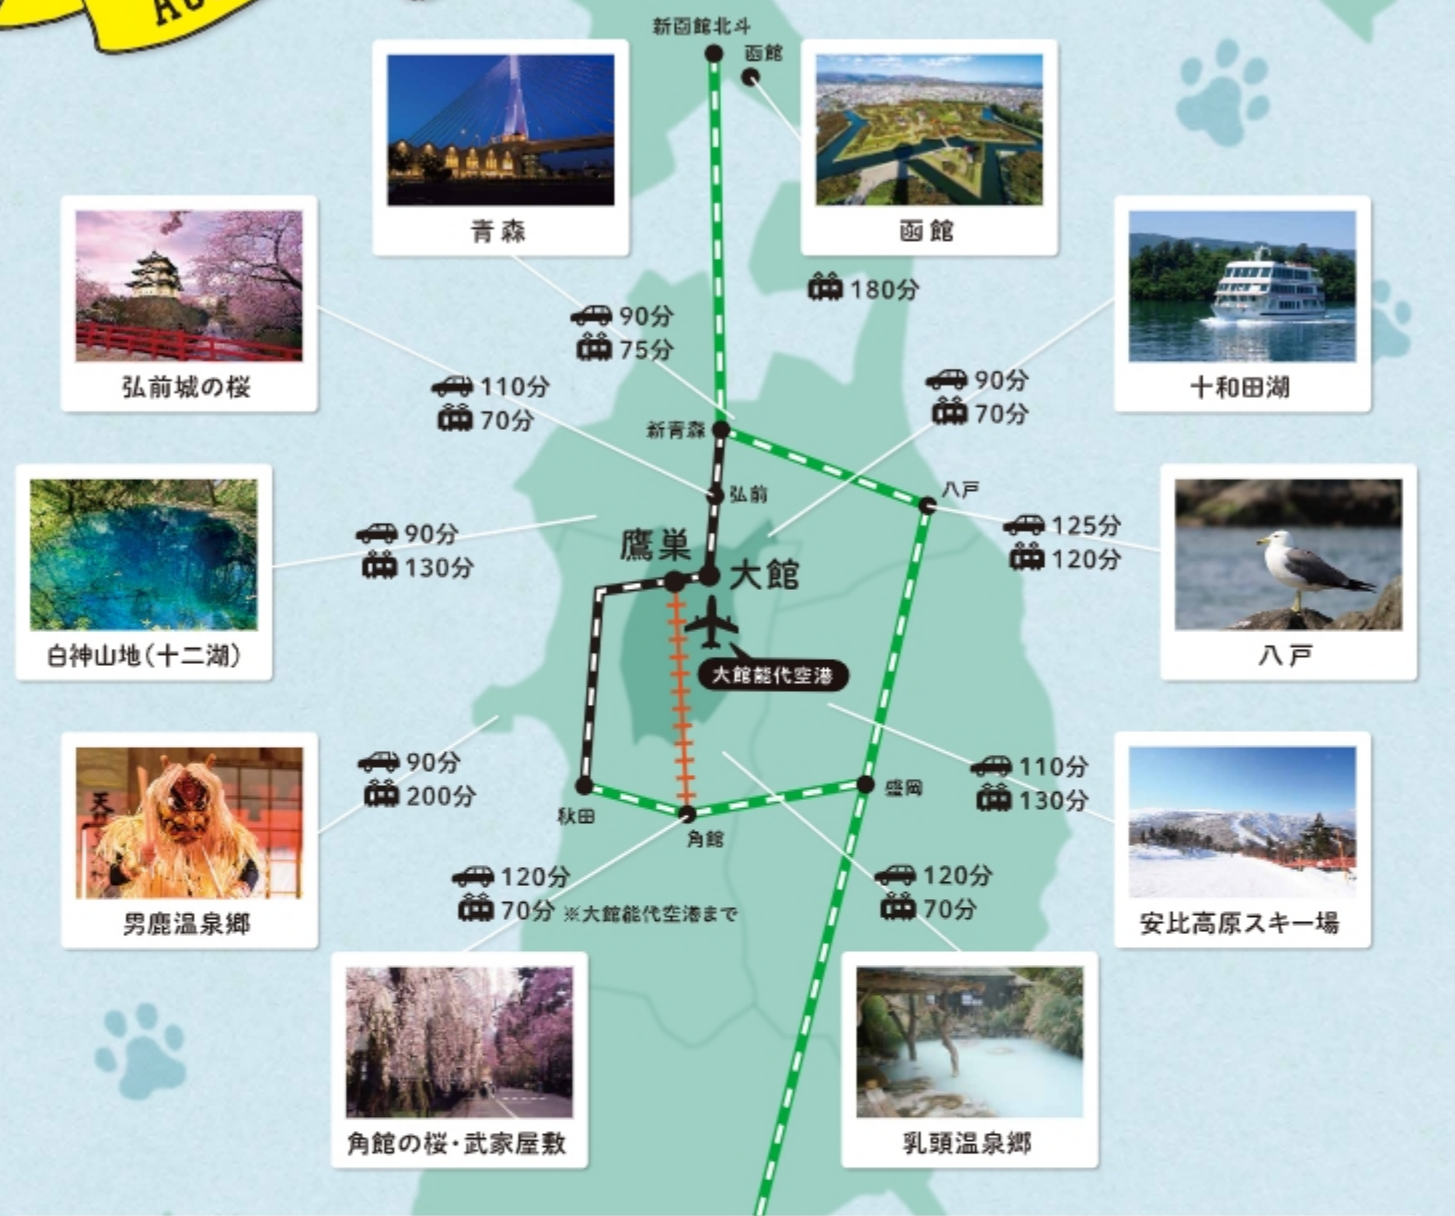 新函館北斗
函館
青森
函館
180分
90分
75分
弘前城の桜
110分
70分
十和田湖
90分
70分
新青森
弘前
八戸
鷹巣
大館
大館能代空港
白神山地(十二湖)
90分
130分
八戸
125分
120分
男鹿温泉郷
90分
200分
秋田
角館
盛岡
安比高原スキー場
110分
130分
120分
70分 ※大館能代空港まで
120分
70分
角館の桜・武家屋敷
乳頭温泉郷